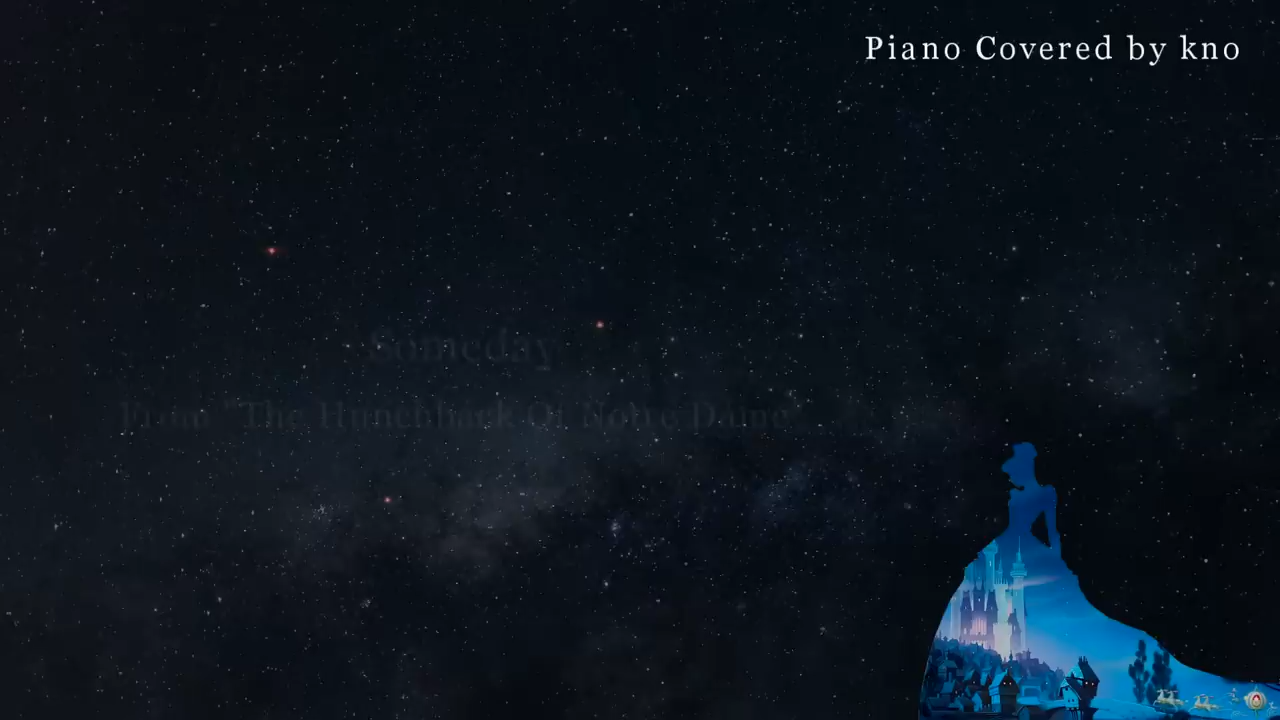 Piano Covered by kno
Someday
From "The Hunchback Of Notre Dame"